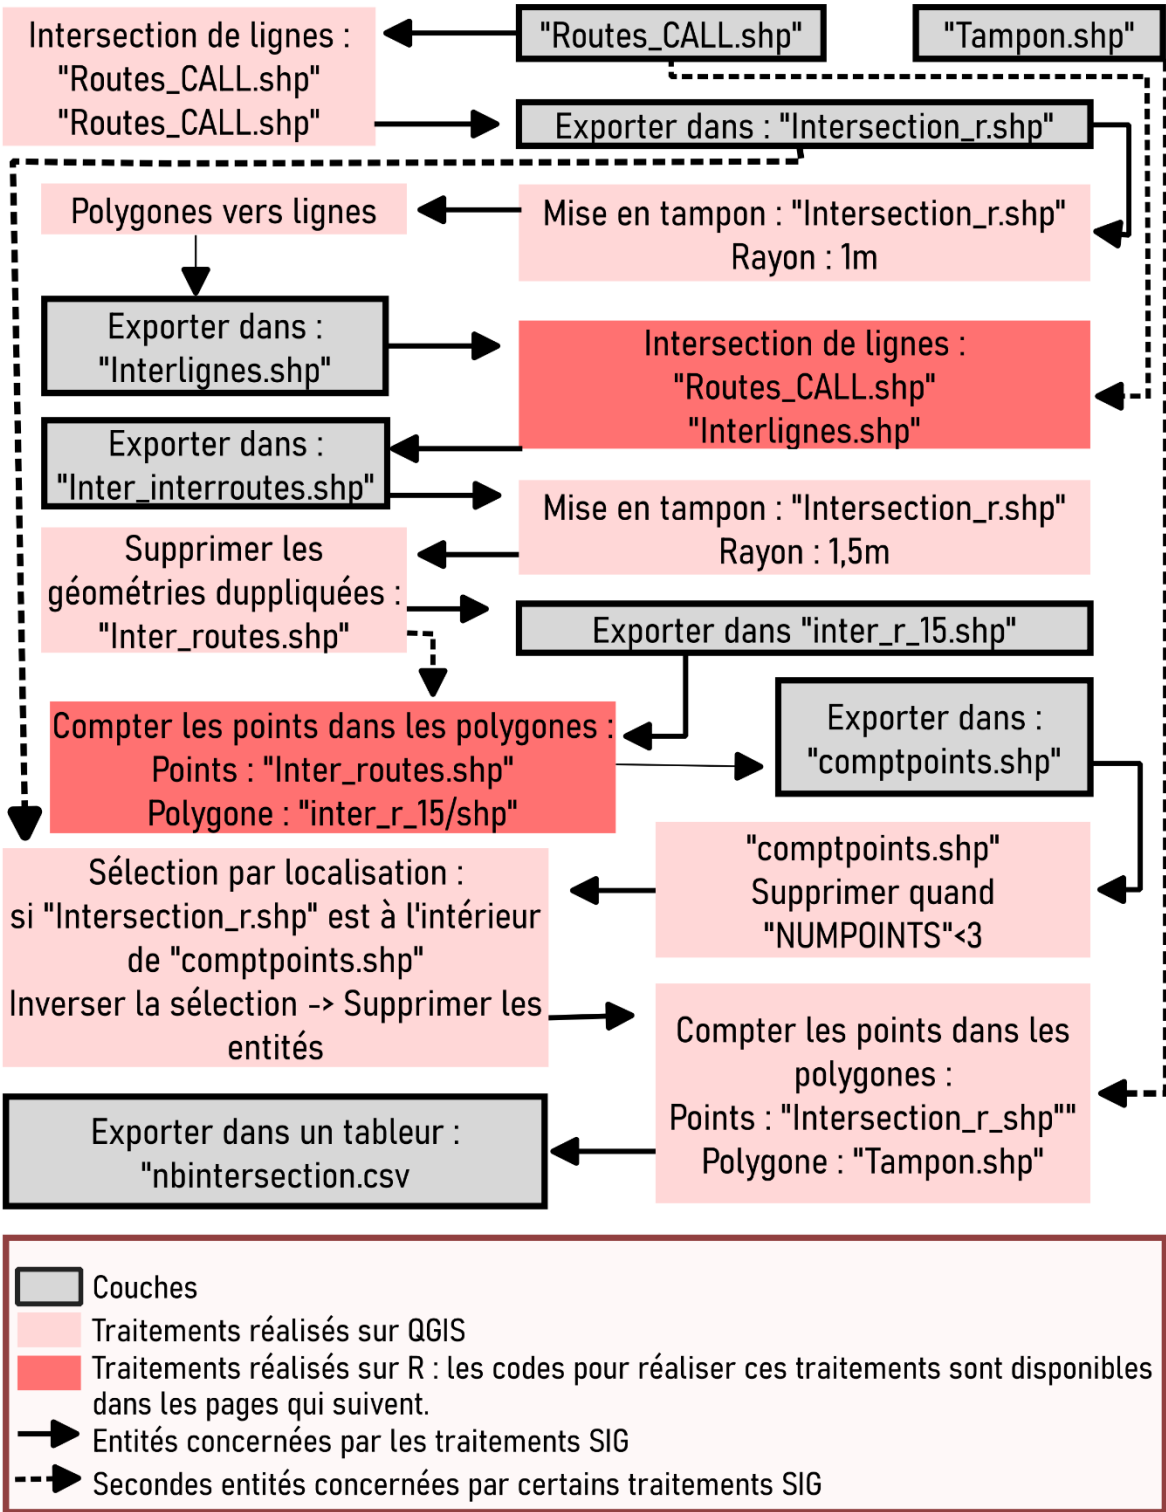 Intersection de lignes :
"Routes_CALL.shp"
"Routes_CALL.shp"
"Routes_CALL.shp"
"Tampon.shp"
Exporter dans : "Intersection_r.shp"
Polygones vers lignes
Mise en tampon : "Intersection_r.shp"
Rayon : 1m
Exporter dans :
"Interlignes.shp"
Intersection de lignes :
"Routes_CALL.shp"
"Interlignes.shp"
Exporter dans :
"Inter_interroutes.shp"
Mise en tampon : "Intersection_r.shp"
Rayon : 1,5m
Supprimer les
géométries duppliquées :
"Inter_routes.shp"
Exporter dans "inter_r_15.shp"
Compter les points dans les polygones :
Points : "Inter_routes.shp"
Polygone : "inter_r_15/shp"
Exporter dans :
"comptpoints.shp"
"comptpoints.shp"
Supprimer quand
"NUMPOINTS"<3
Sélection par localisation :
si "Intersection_r.shp" est à l'intérieur
de "comptpoints.shp"
Inverser la sélection -> Supprimer les
entités
Compter les points dans les
polygones :
Points : "Intersection_r_shp""
Polygone : "Tampon.shp"
Exporter dans un tableur :
"nbintersection.csv
Couches
Traitements réalisés sur QGIS
Traitements réalisés sur R : les codes pour réaliser ces traitements sont disponibles
dans les pages qui suivent.
Entités concernées par les traitements SIG
Secondes entités concernées par certains traitements SIG